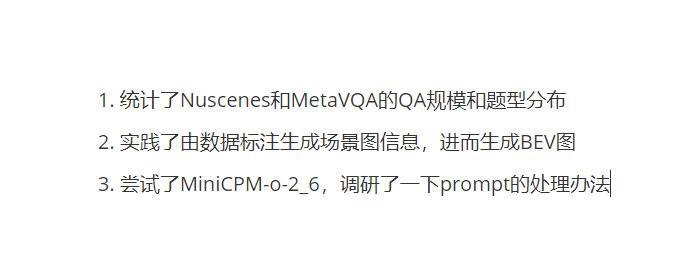 1. 统计了Nuscenes和MetaVQA的QA规模和题型分布
2. 实践了由数据标注生成场景图信息，进而生成BEV图
3. 尝试了MiniCPM-o-2_6，调研了一下prompt的处理办法